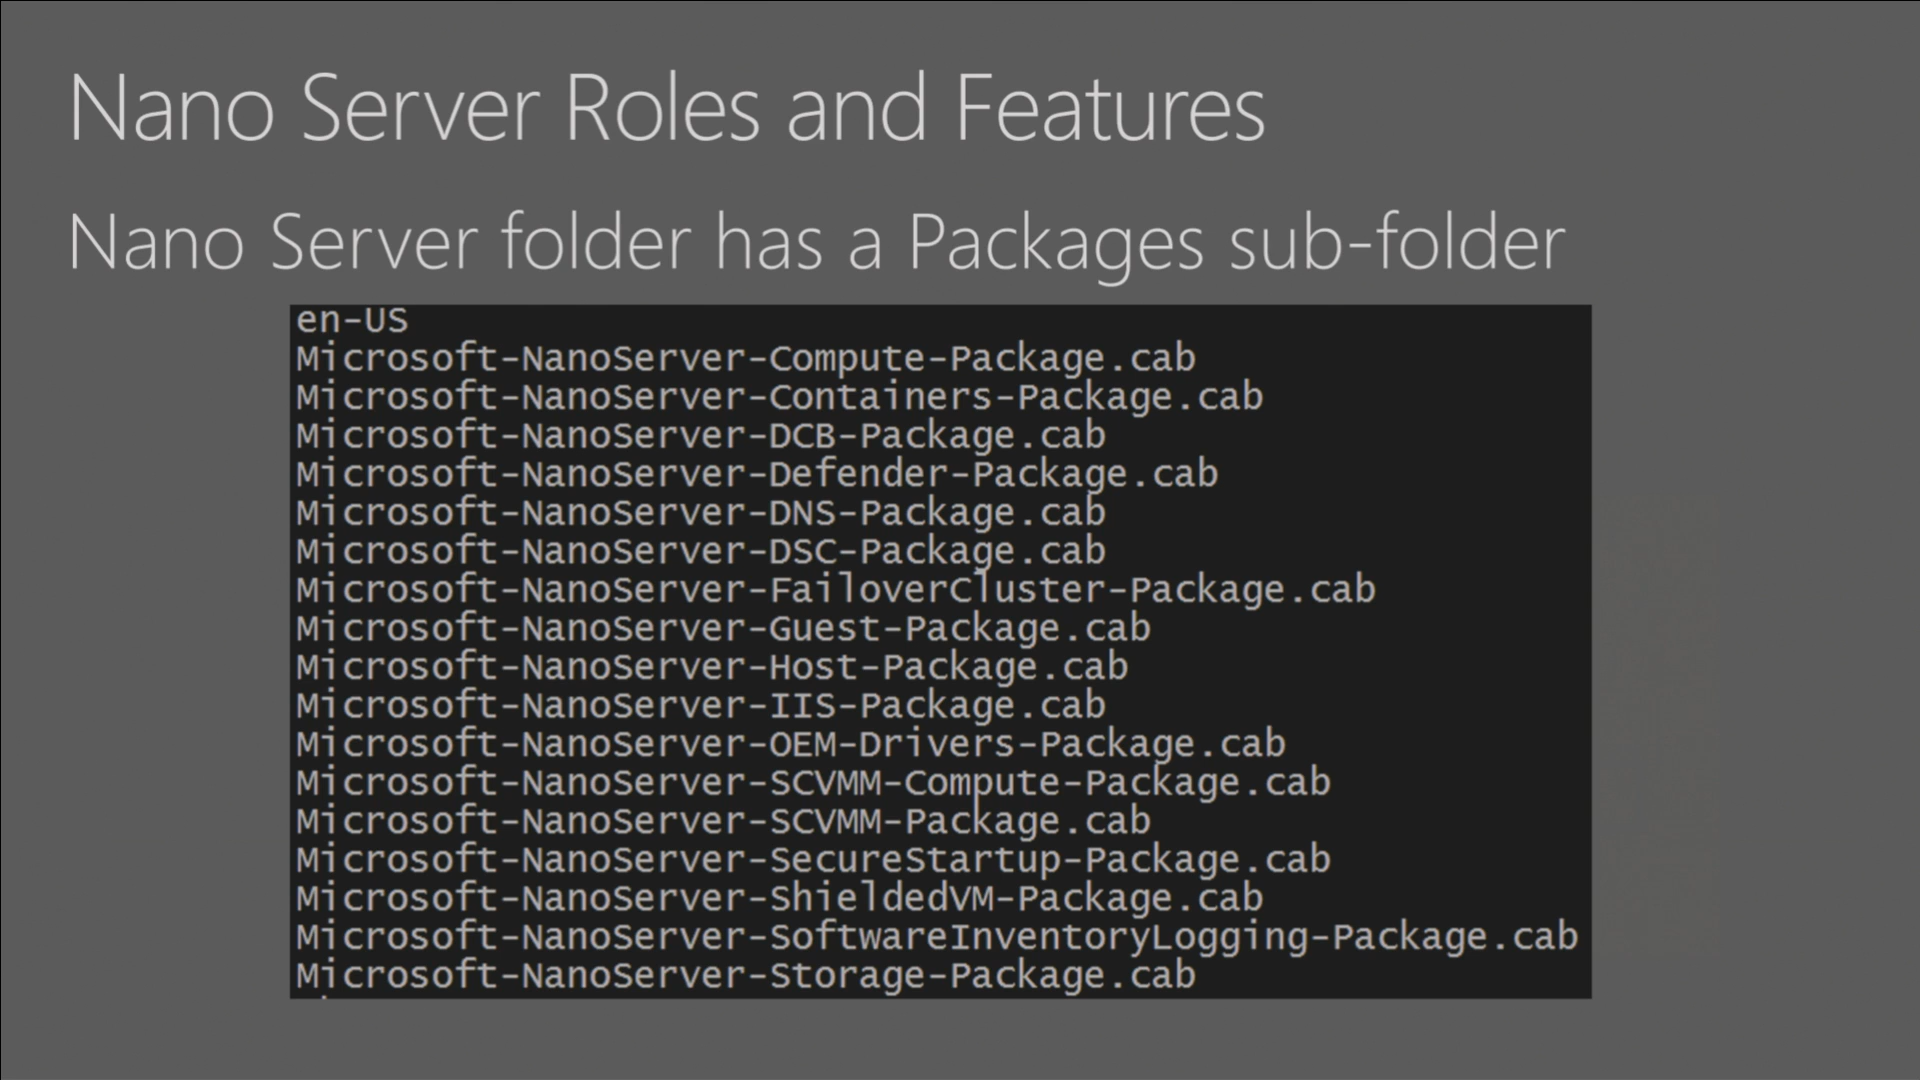 Nano Server Roles and Features
Nano Server folder has a Packages sub-folder
en-US
Microsoft-NanoServer-Compute-Package.cab
Microsoft-NanoServer-Containers-Package.cab
Microsoft-NanoServer-DCB-Package.cab
Microsoft-NanoServer-Defender-Package.cab
Microsoft-NanoServer-DNS-Package.cab
Microsoft-NanoServer-DSC-Package.cab
Microsoft-NanoServer-FailoverCluster-Package.cab
Microsoft-NanoServer-Guest-Package.cab
Microsoft-NanoServer-Host-Package.cab
Microsoft-NanoServer-IIS-Package.cab
Microsoft-NanoServer-OEM-Drivers-Package.cab
Microsoft-NanoServer-SCVMM-Compute-Package.cab
Microsoft-NanoServer-SCVMM-Package.cab
Microsoft-NanoServer-SecureStartup-Package.cab
Microsoft-NanoServer-ShieldedVM-Package.cab
Microsoft-NanoServer-SoftwareInventoryLogging-Package.cab
Microsoft-NanoServer-Storage-Package.cab